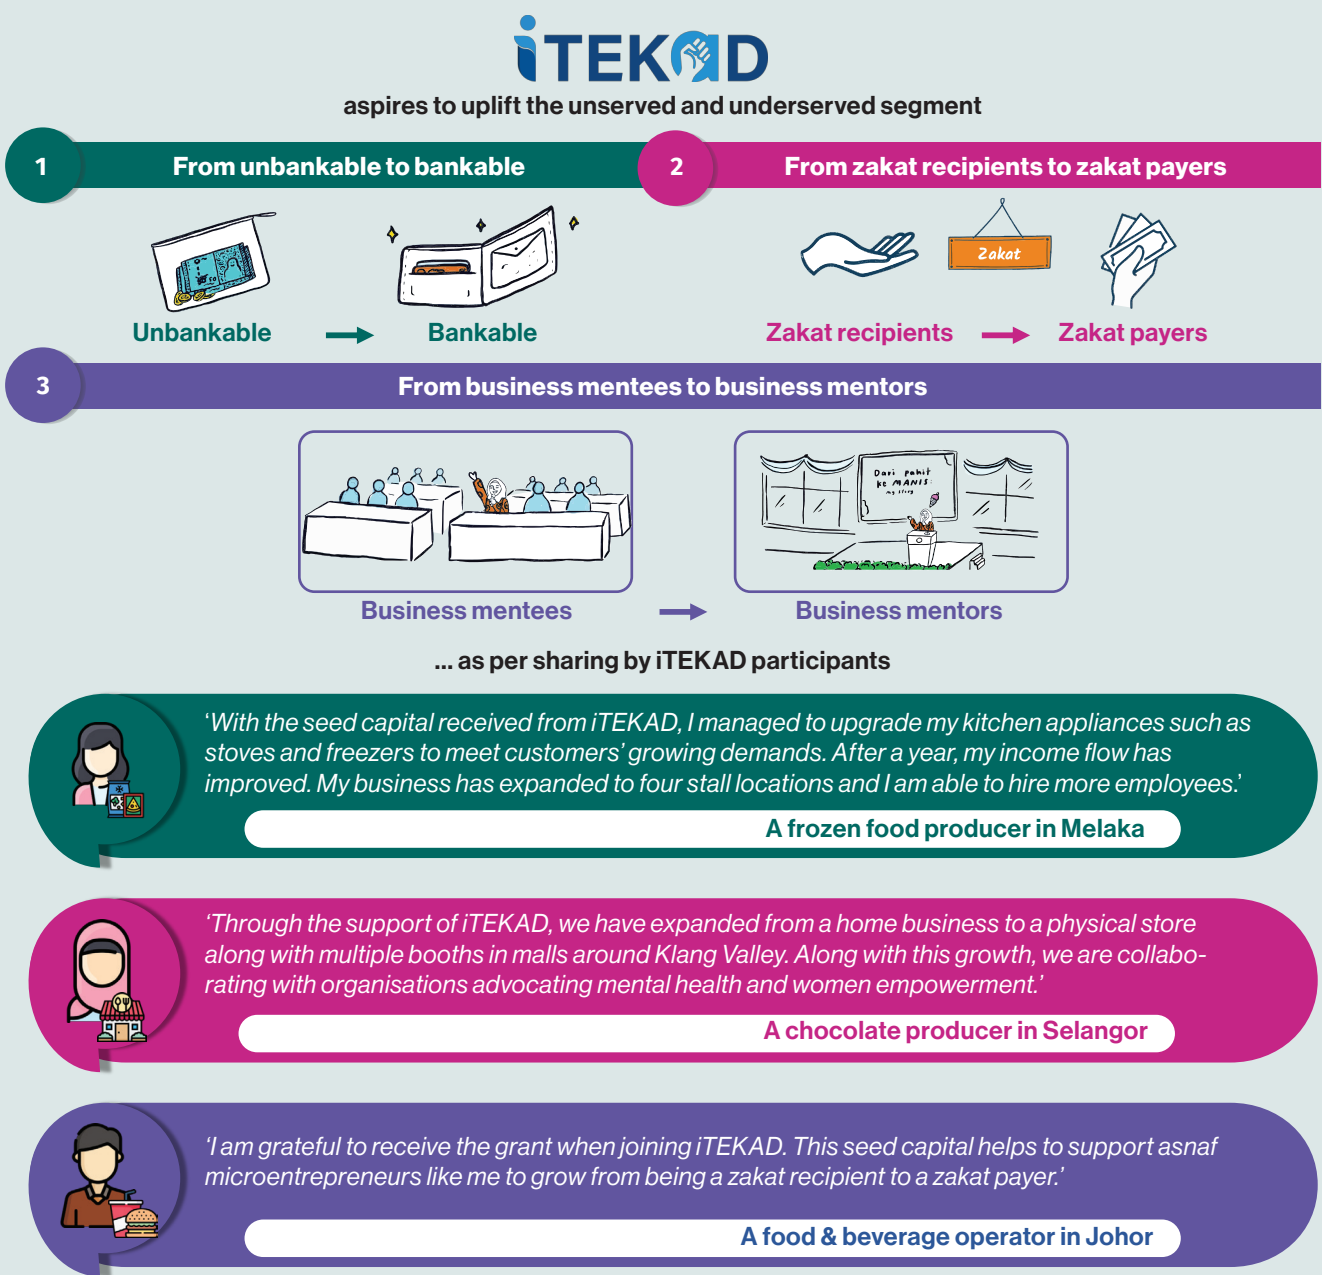 iTEKAD
aspires to uplift the unserved and underserved segment
1
From unbankable to bankable
2
From zakat recipients to zakat payers
50
Zakat
Unbankable
Bankable
Zakat recipients
Zakat payers
3
From business mentees to business mentors
Dari pahit
ke MANIS:
my story
Business mentees
Business mentors
... as per sharing by iTEKAD participants
‘With the seed capital received from iTEKAD, I managed to upgrade my kitchen appliances such as
stoves and freezers to meet customers’ growing demands. After a year, my income flow has
improved. My business has expanded to four stall locations and I am able to hire more employees.’
A frozen food producer in Melaka
‘Through the support of iTEKAD, we have expanded from a home business to a physical store
along with multiple booths in malls around Klang Valley. Along with this growth, we are collabo-
rating with organisations advocating mental health and women empowerment.’
A chocolate producer in Selangor
‘I am grateful to receive the grant when joining iTEKAD. This seed capital helps to support asnaf
microentrepreneurs like me to grow from being a zakat recipient to a zakat payer.’
A food & beverage operator in Johor